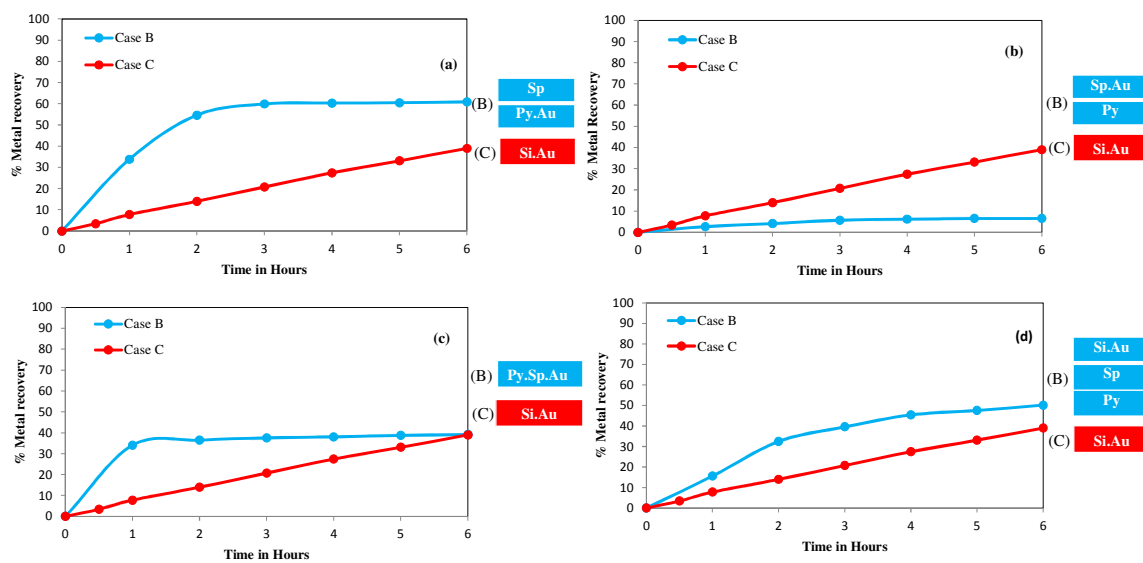 100
90
80
70
60
50
40
30
20
10
0
% Metal recovery
Case B
Case C
(a)
0 1 2 3 4 5 6
Time in Hours
(B)
Sp
Py.Au
(C)
Si.Au
100
90
80
70
60
50
40
30
20
10
0
% Metal Recovery
Case B
Case C
(b)
0 1 2 3 4 5 6
Time in Hours
(B)
Sp.Au
Py
(C)
Si.Au
100
90
80
70
60
50
40
30
20
10
0
% Metal recovery
Case B
Case C
(c)
0 1 2 3 4 5 6
Time in Hours
(B)
Py.Sp.Au
(C)
Si.Au
100
90
80
70
60
50
40
30
20
10
0
% Metal recovery
Case B
Case C
(d)
0 1 2 3 4 5 6
Time in Hours
Si.Au
(B)
Sp
Py
(C)
Si.Au